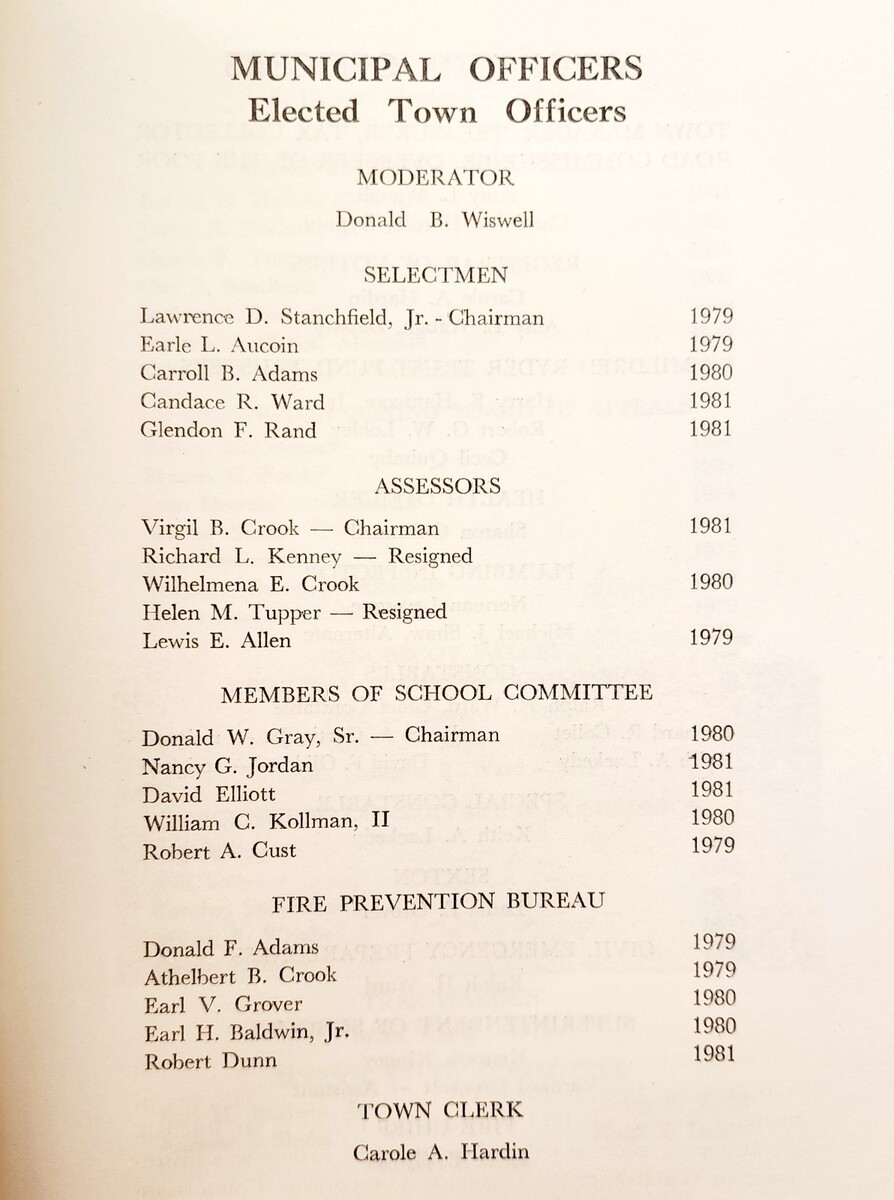 MUNICIPAL OFFICERS
Elected Town Officers
MODERATOR
Donald B. Wiswell
SELECTMEN
Lawrence D. Stanchfield, Jr. - Chairman 1979
Earle L. Aucoin 1979
Carroll B. Adams 1980
Candace R. Ward 1981
Glendon F. Rand 1981
ASSESSORS
Virgil B. Crook — Chairman 1981
Richard L. Kenney — Resigned
Wilhelmena E. Crook 1980
Helen M. Tupper — Resigned
Lewis E. Allen 1979
MEMBERS OF SCHOOL COMMITTEE
Donald W. Gray, Sr. — Chairman 1980
Nancy G. Jordan 1981
David Elliott 1981
William C. Kollman, II 1980
Robert A. Cust 1979
FIRE PREVENTION BUREAU
Donald F. Adams 1979
Athelbert B. Crook 1979
Earl V. Grover 1980
Earl H. Baldwin, Jr. 1980
Robert Dunn 1981
TOWN CLERK
Carole A. Hardin